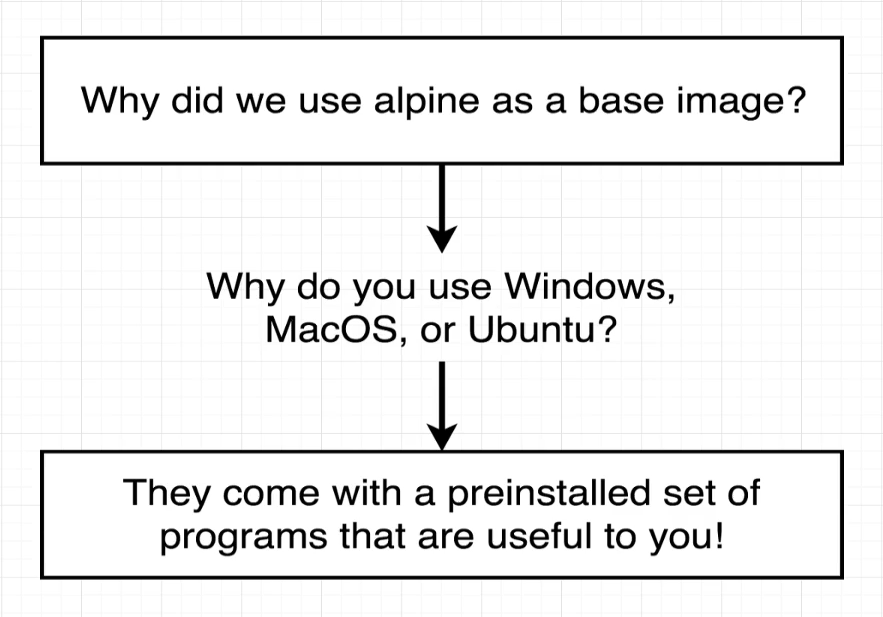 Why did we use alpine as a base image?
Why do you use Windows,
MacOS, or Ubuntu?
They come with a preinstalled set of
programs that are useful to you!